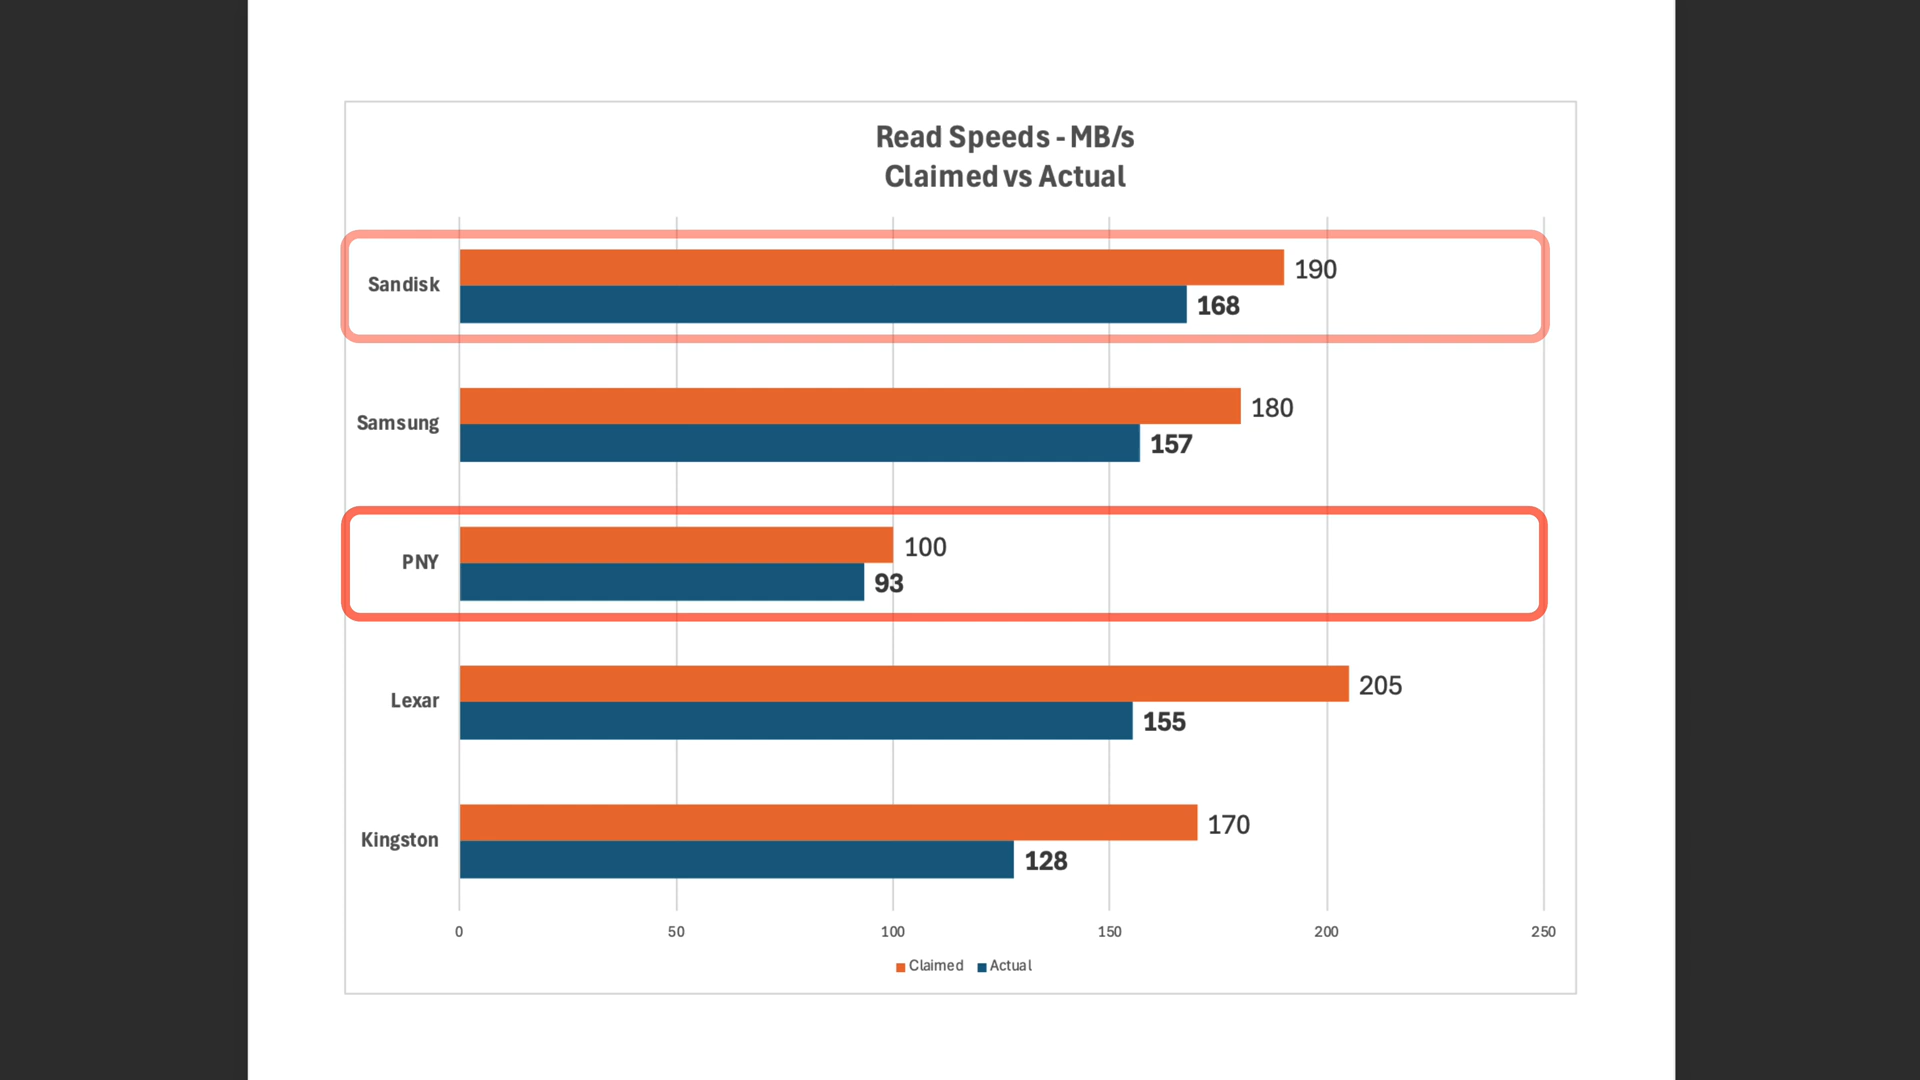 Read Speeds - MB/s
Claimed vs Actual
Sandisk
190
168
Samsung
180
157
PNY
100
93
Lexar
205
155
Kingston
170
128
0 50 100 150 200 250
Claimed Actual